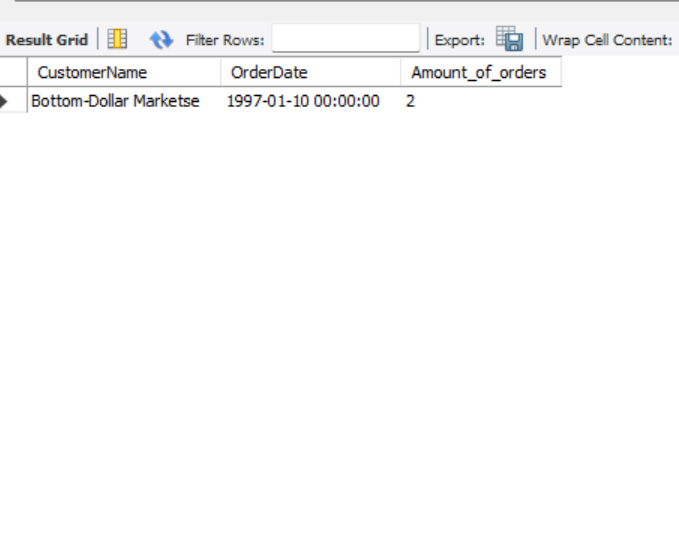 Result Grid Filter Rows: Export: Wrap Cell Content:
CustomerName OrderDate Amount_of_orders
Bottom-Dollar Marketse 1997-01-10 00:00:00 2